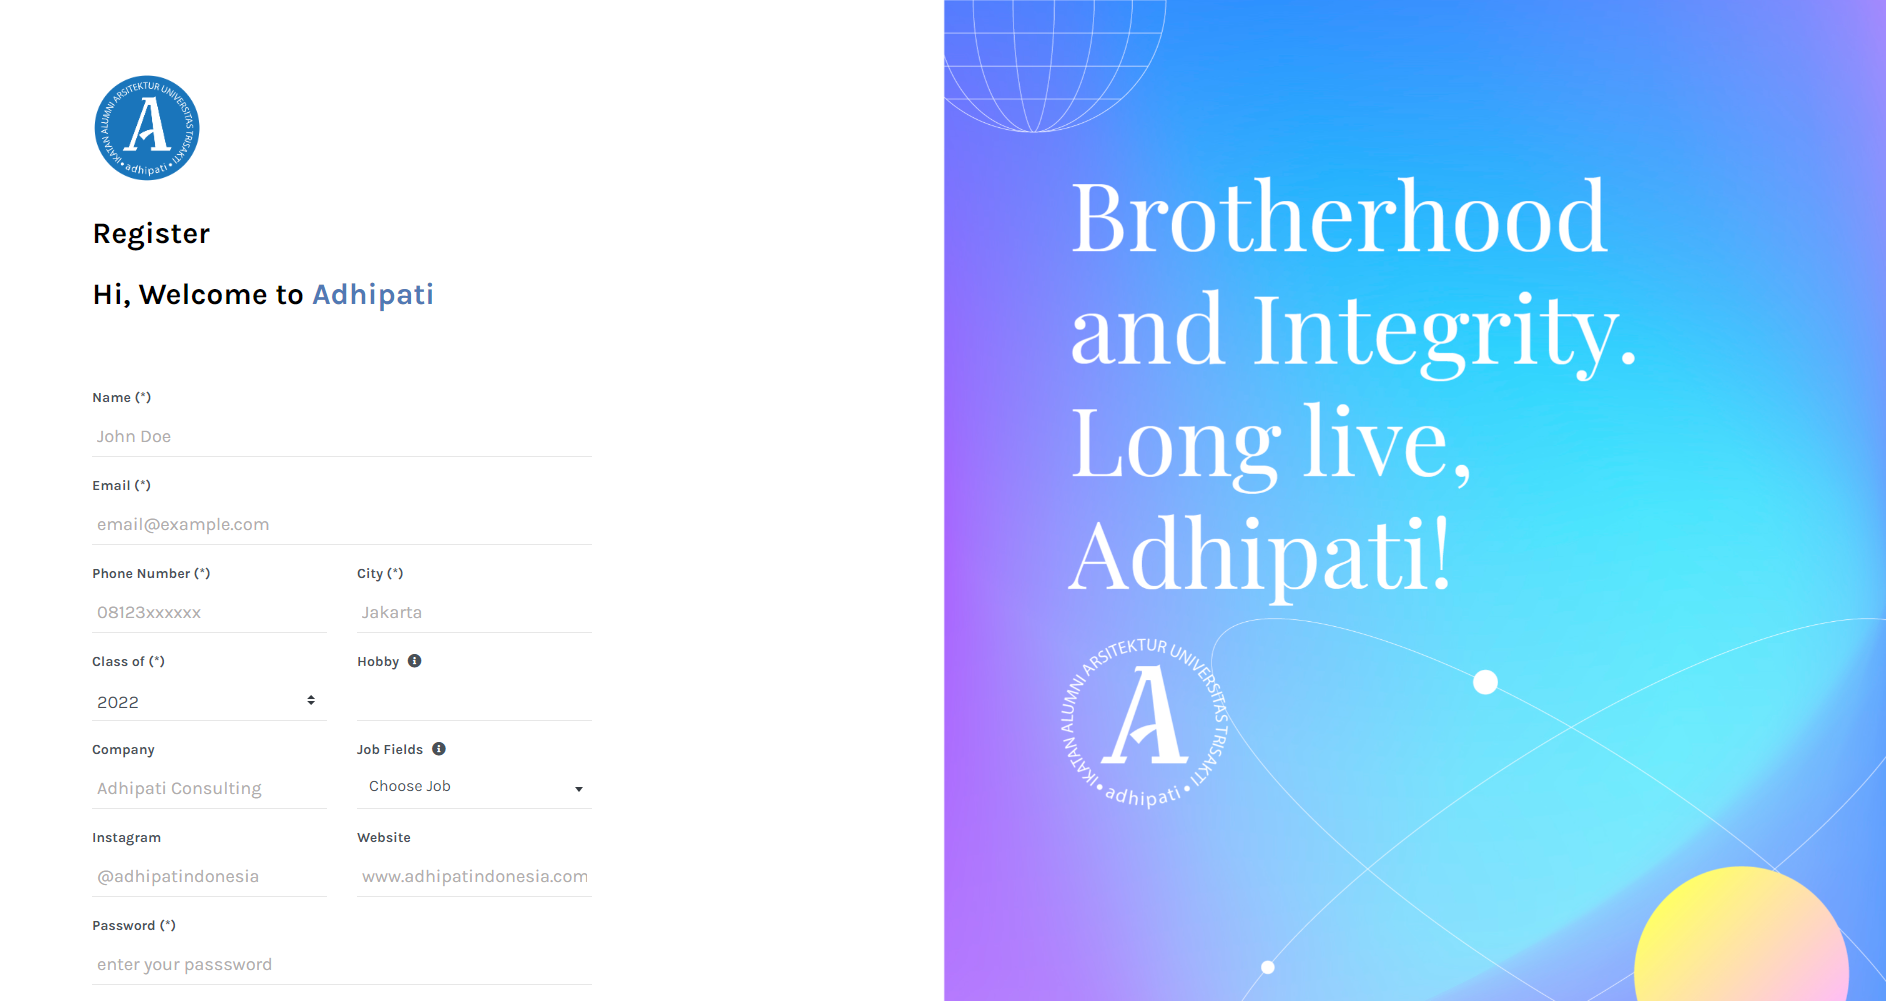 IKATAN ALUMNI ARSITEKTUR UNIVERSITAS TRISAKTI
A
• adhipati •
Register
Hi, Welcome to Adhipati
Name (*)
John Doe
Email (*)
email@example.com
Phone Number (*)
City (*)
08123xxxxxx
Jakarta
Class of (*)
Hobby
2022
Company
Job Fields
Adhipati Consulting
Choose Job
Instagram
Website
@adhipatindonesia
www.adhipatindonesia.com
Password (*)
enter your passsword
Brotherhood
and Integrity.
Long live,
Adhipati!
IKATAN ALUMNI ARSITEKTUR UNIVERSITAS TRISAKTI
A
• adhipati •